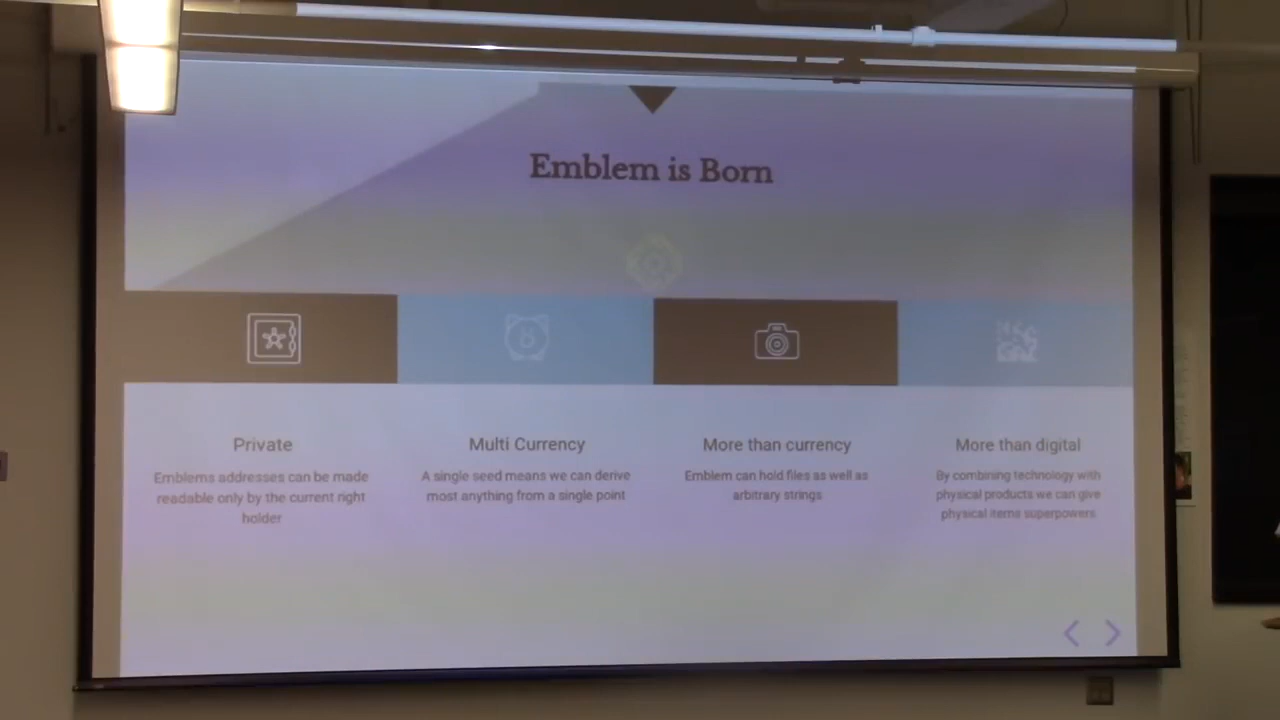 Emblem is Born
Private
Emblems addresses can be made
readable only by the current right
holder
Multi Currency
A single seed means we can derive
most anything from a single point
More than currency
Emblem can hold files as well as
arbitrary strings
More than digital
By combining technology with
physical products we can give
physical items superpowers